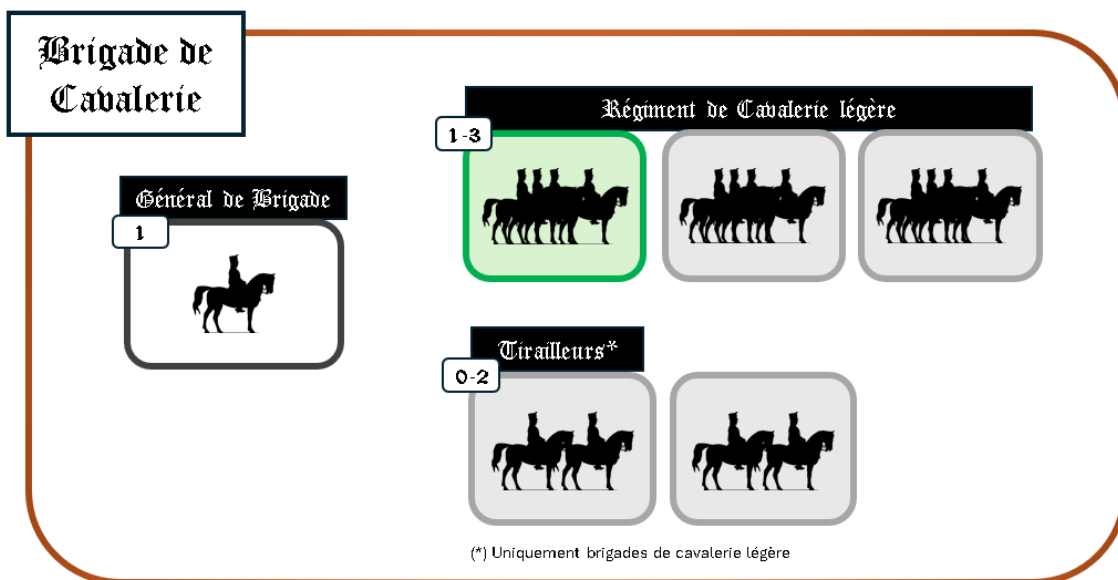 Brigade de
Cavalerie
Général de Brigade
1
Régiment de Cavalerie légère
1-3
Tirailleurs*
0-2
(*) Uniquement brigades de cavalerie légère